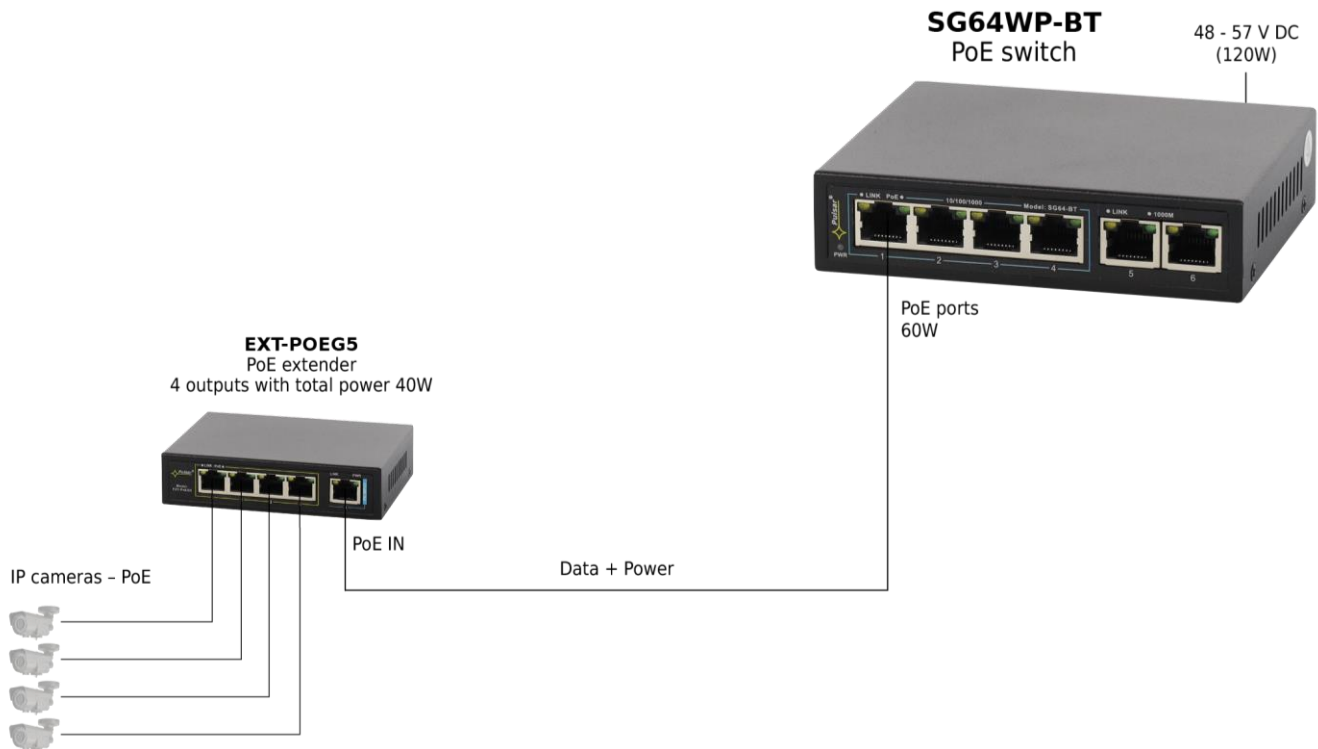 SG64WP-BT
PoE switch
48 - 57 V DC
(120W)
Pulsar®
LINK PoE
10/100/1000
Model: SG64-BT
LINK
1000M
PWR
1
2
3
4
5
6
PoE ports
60W
EXT-POEG5
PoE extender
4 outputs with total power 40W
PoE IN
Data + Power
IP cameras – PoE